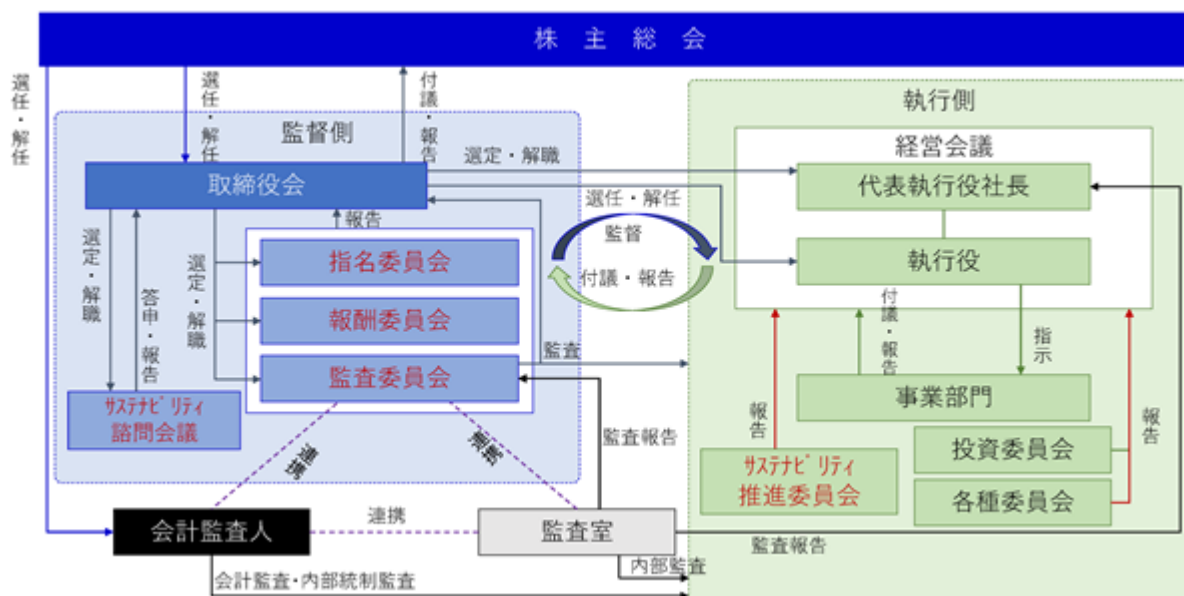 株主総会
選任・解任
選任・解任
付議・報告
監督側
取締役会
選定・解職
選任・解任
監督
付議・報告
報告
選定・解職
答申・報告
選定・解職
指名委員会
報酬委員会
監査委員会
監査
サステナビリティ
諮問会議
連携
連携
監査報告
会計監査人
連携
監査室
内部監査
会計監査・内部統制監査
執行側
経営会議
代表執行役社長
執行役
付議・報告
指示
事業部門
報告
報告
サステナビリティ
推進委員会
投資委員会
各種委員会
監査報告